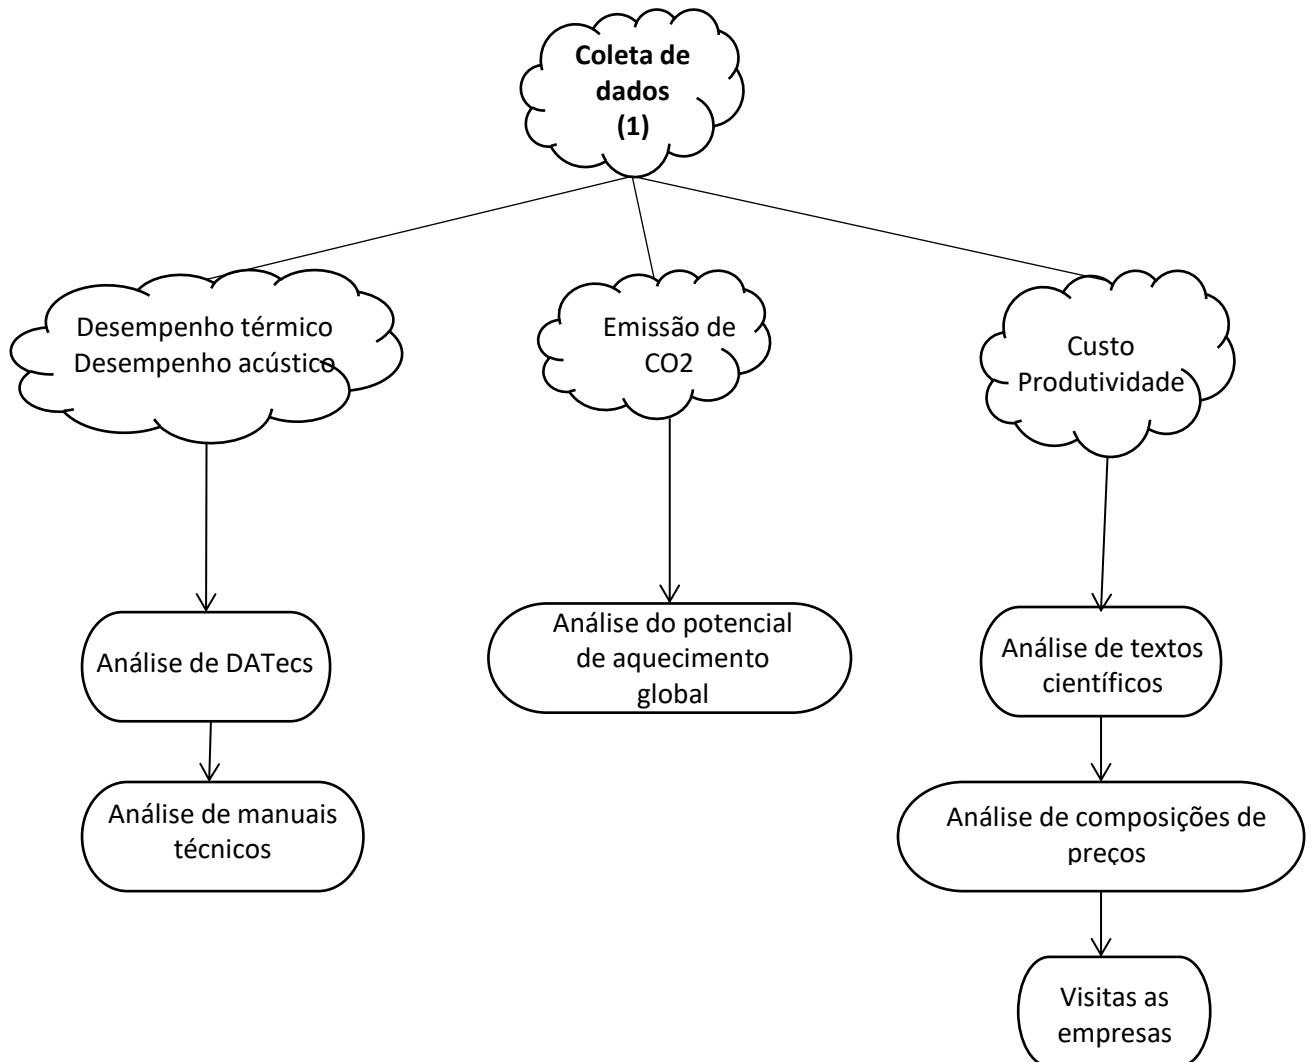 Coleta de
dados
(1)
Desempenho térmico
Desempenho acústico
Emissão de
CO2
Custo
Produtividade
Análise de DATecs
Análise do potencial
de aquecimento
global
Análise de textos
científicos
Análise de manuais
técnicos
Análise de composições de
preços
Visitas as
empresas